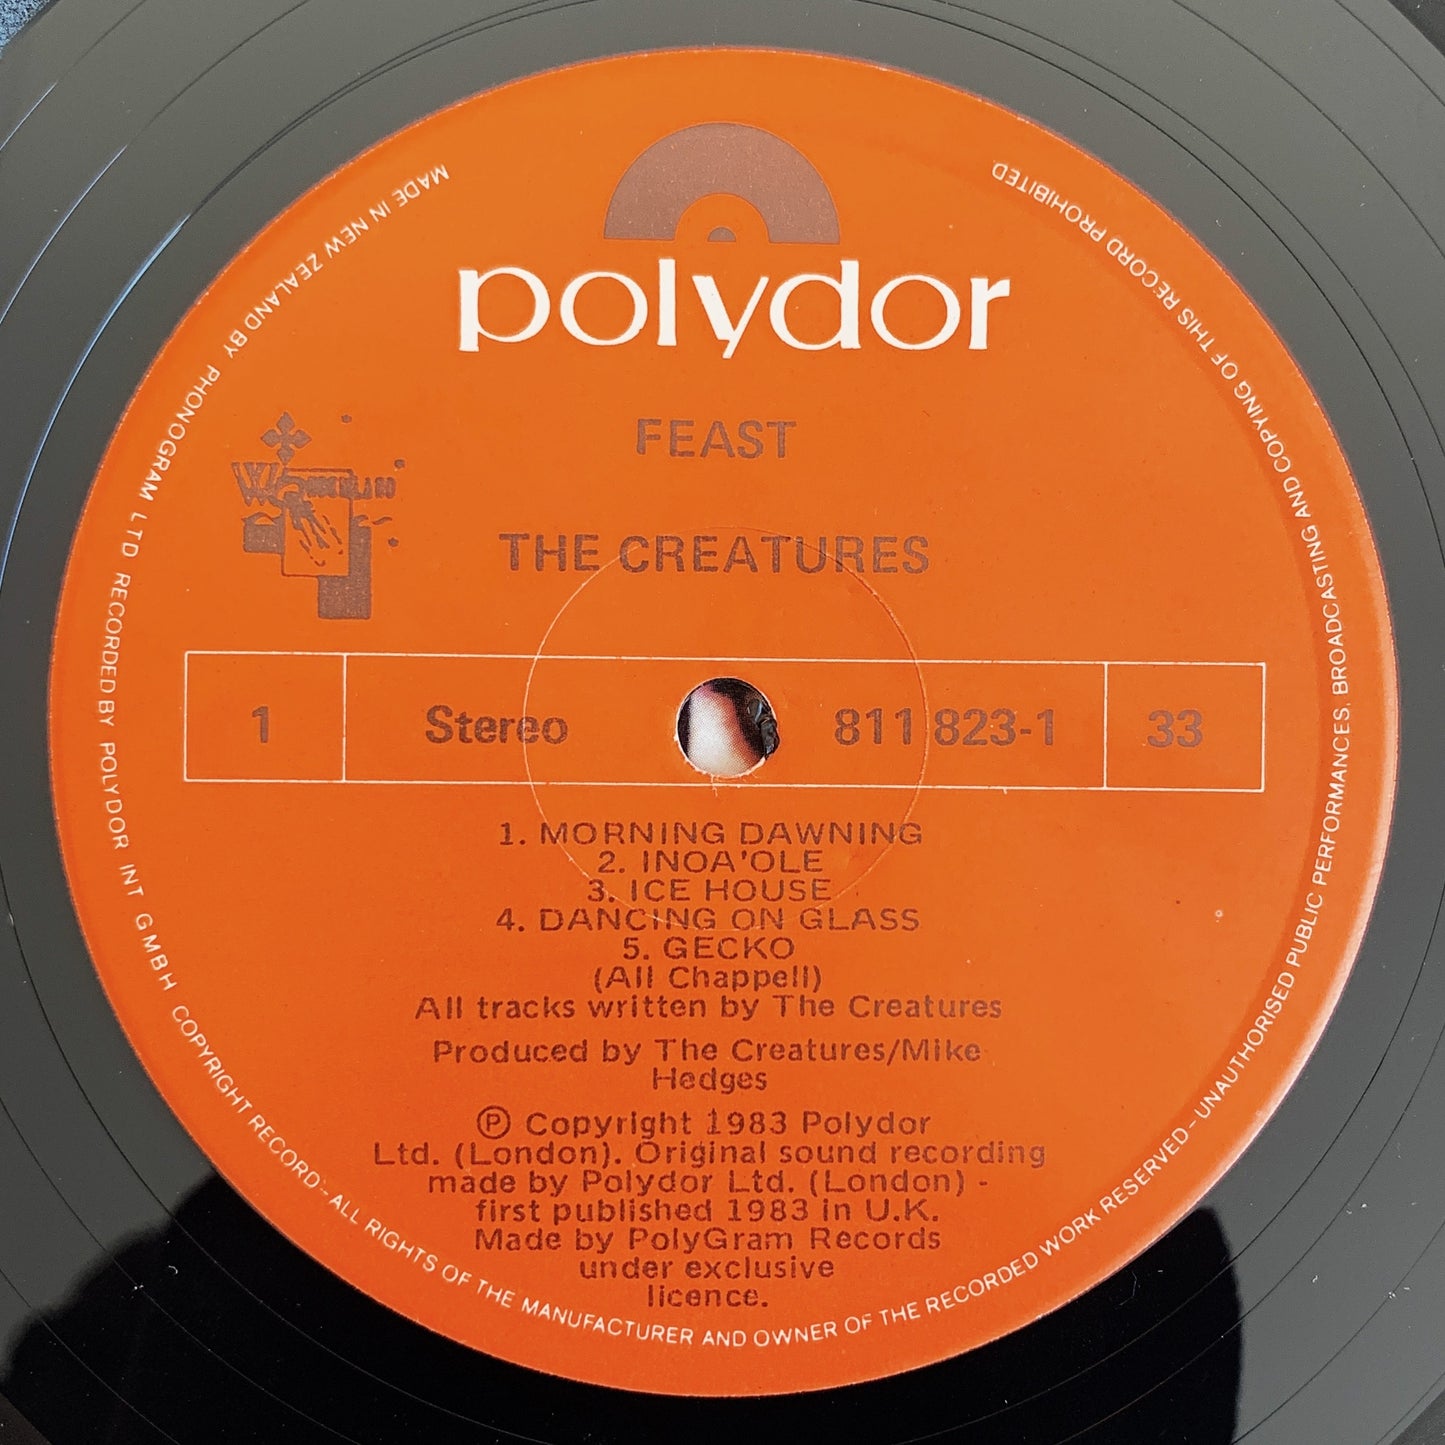 polydor
FEAST
THE CREATURES
1
Stereo
811 823-1
33
1. MORNING DAWNING
2. INOA'OLE
3. ICE HOUSE
4. DANCING ON GLASS
5. GECKO
(All Chappell)
All tracks written by The Creatures
Produced by The Creatures/Mike
Hedges
Ⓟ Copyright 1983 Polydor
Ltd. (London). Original sound recording
made by Polydor Ltd. (London) -
first published 1983 in U.K.
Made by PolyGram Records
under exclusive
licence.
MADE IN NEW ZEALAND BY PHONOGRAM LTD RECORDED BY POLYDOR INT GMBH COPYRIGHT RECORD - ALL RIGHTS OF THE MANUFACTURER AND OWNER OF THE RECORDED WORK RESERVED - UNAUTHORISED PUBLIC PERFORMANCES, BROADCASTING AND COPYING OF THIS RECORD PROHIBITED